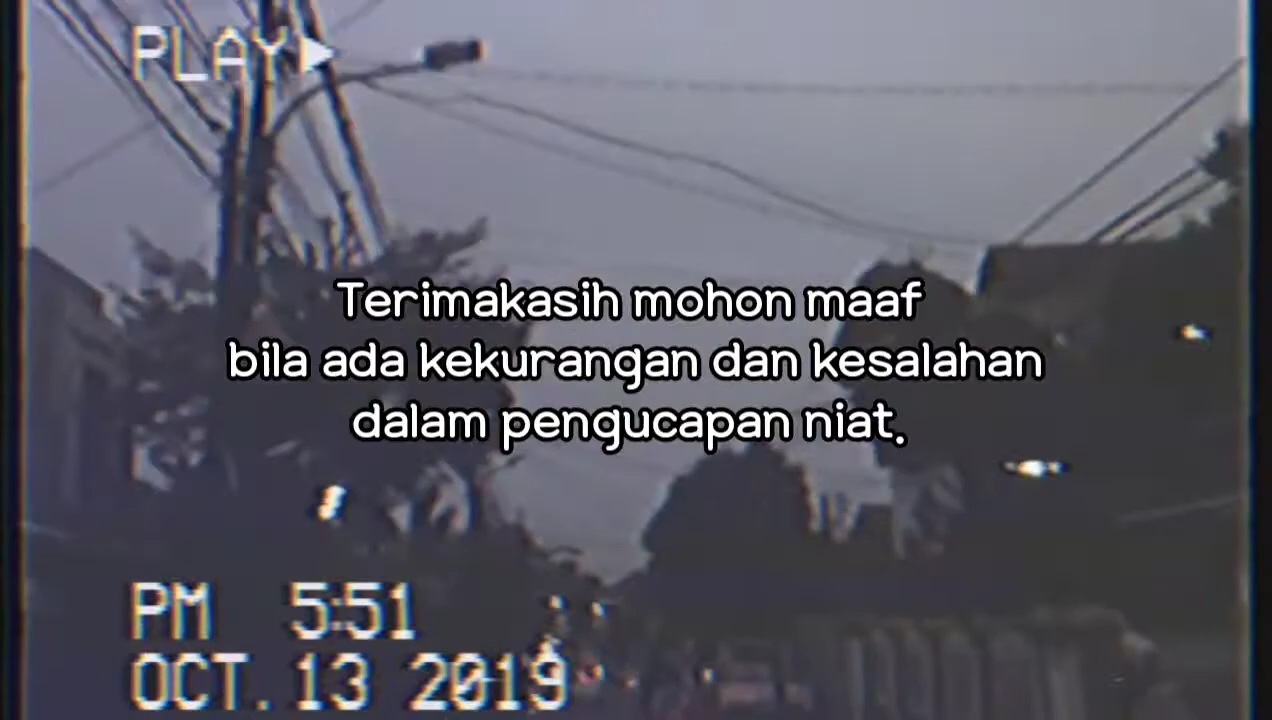 PLAY▶
Terimakasih mohon maaf
bila ada kekurangan dan kesalahan
dalam pengucapan niat.
PM 5:51
OCT. 13 2019